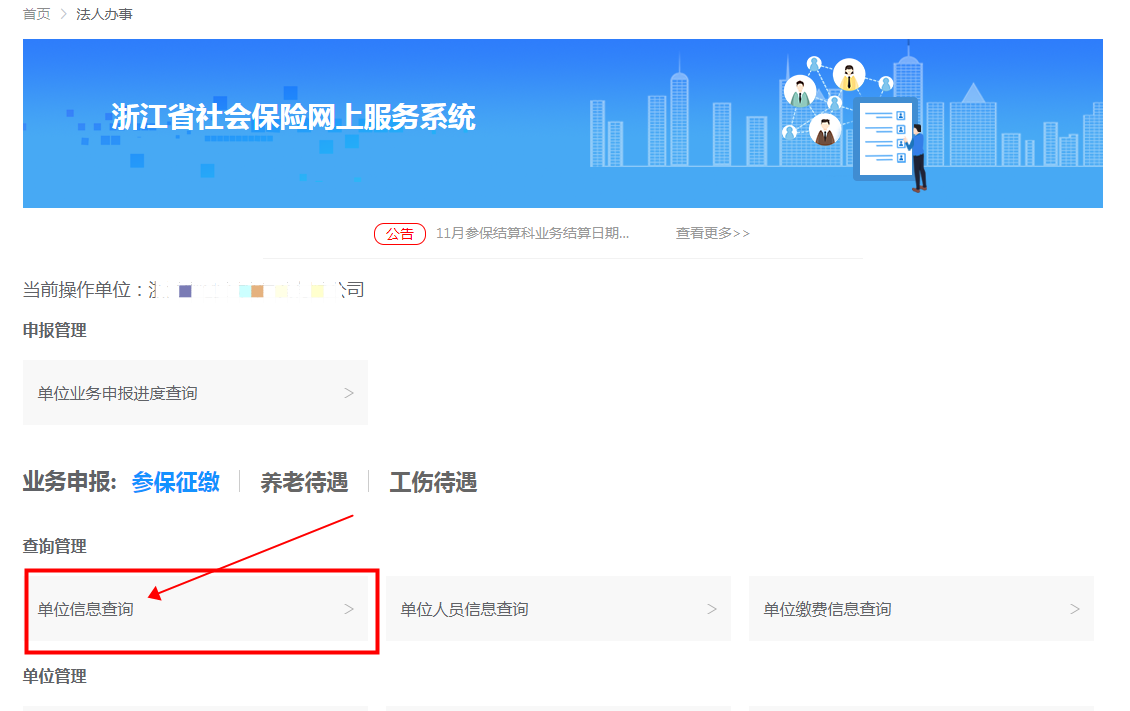 首页 > 法人办事
浙江省社会保险网上服务系统
公告 11月参保结算科业务结算日期... 查看更多>>
当前操作单位：浙 公司
申报管理
单位业务申报进度查询 >
业务申报: 参保征缴 | 养老待遇 | 工伤待遇
查询管理
单位信息查询 > 单位人员信息查询 > 单位缴费信息查询 >
单位管理